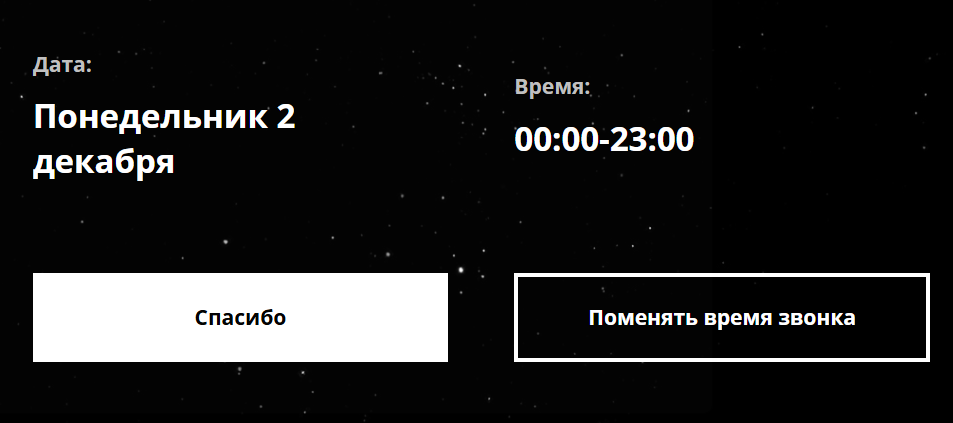 Дата:
Понедельник 2
декабря
Время:
00:00-23:00
Спасибо
Поменять время звонка